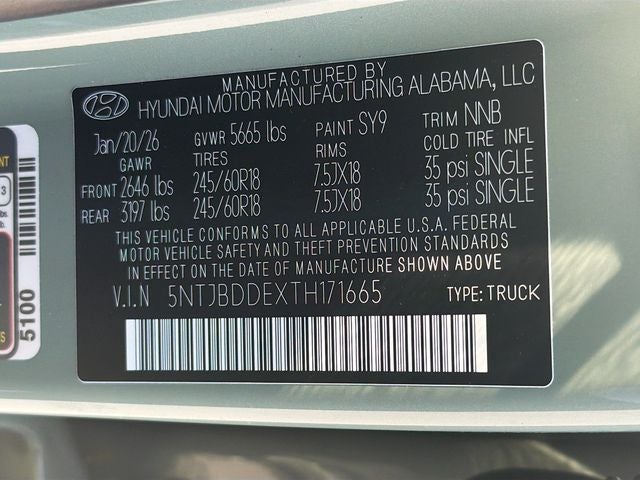 MANUFACTURED BY
HYUNDAI MOTOR MANUFACTURING ALABAMA, LLC
Jan/20/26 GVWR 5665 lbs PAINT SY9 TRIM NNB
GAWR TIRES RIMS COLD TIRE INFL
FRONT 2646 lbs 245/60R18 7.5JX18 35 psi SINGLE
REAR 3197 lbs 245/60R18 7.5JX18 35 psi SINGLE
THIS VEHICLE CONFORMS TO ALL APPLICABLE U.S.A. FEDERAL
MOTOR VEHICLE SAFETY AND THEFT PREVENTION STANDARDS
IN EFFECT ON THE DATE OF MANUFACTURE SHOWN ABOVE.
V.I.N 5NTJBDDEXTH171665 TYPE: TRUCK
5100